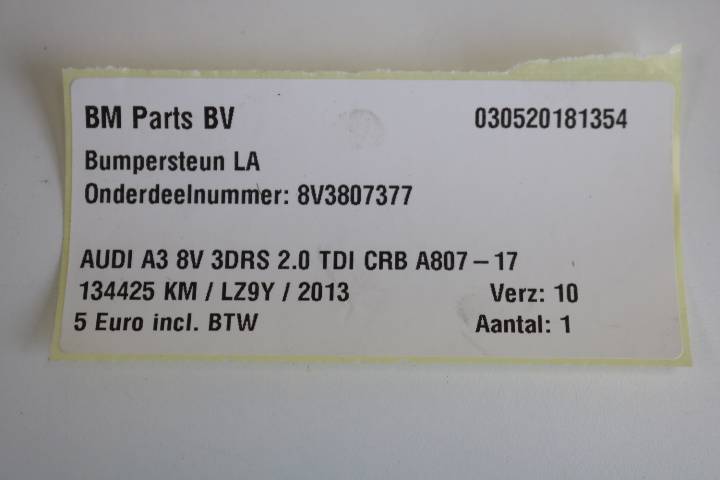 BM Parts BV 030520181354
Bumpersteun LA
Onderdeelnummer: 8V3807377
AUDI A3 8V 3DRS 2.0 TDI CRB A807-17
134425 KM / LZ9Y / 2013 Verz: 10
5 Euro incl. BTW Aantal: 1